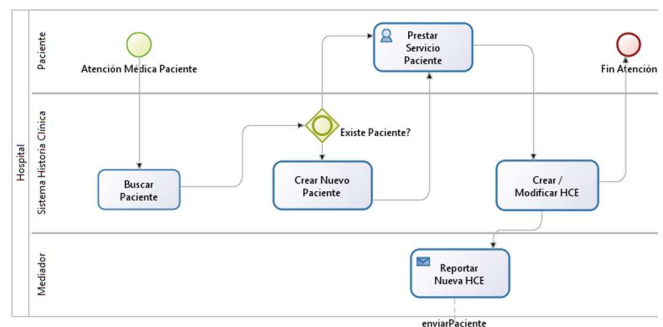 Hospital
Paciente
Atención Médica Paciente
Prestar
Servicio
Paciente
Fin Atención
Sistema Historia Clínica
Existe Paciente?
Buscar
Paciente
Crear Nuevo
Paciente
Crear /
Modificar HCE
Mediador
Reportar
Nueva HCE
enviarPaciente